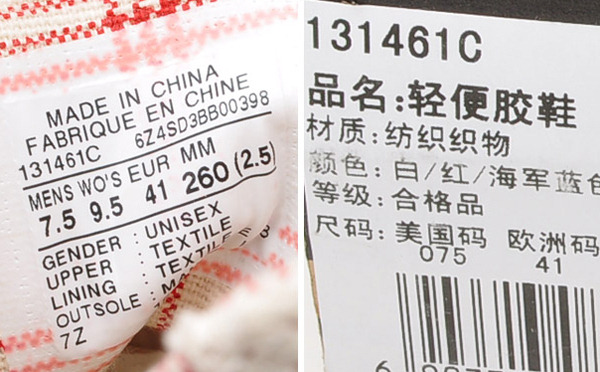 MADE IN CHINA
FABRIQUE EN CHINE
131461C 6Z4SD3BB00398
MENS WO'S EUR MM
7.5 9.5 41 260 (2.5)
GENDER : UNISEX
UPPER : TEXTILE
LINING : TEXTILE
OUTSOLE :
7Z
131461C
品名:轻便胶鞋
材质:纺织织物
颜色:白/红/海军蓝色
等级:合格品
尺码:美国码 欧洲码
075 41